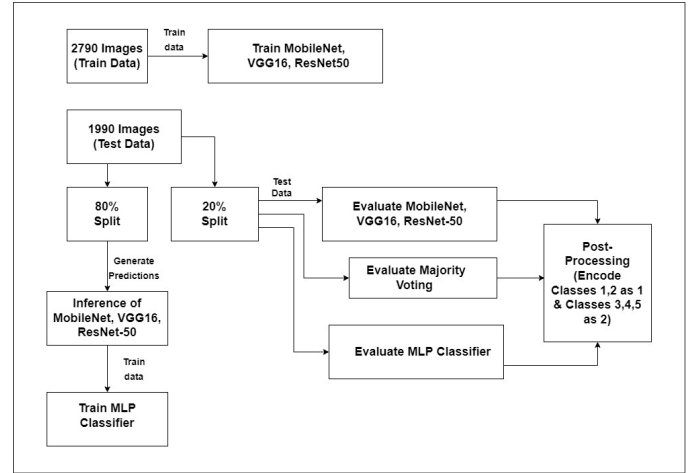 2790 Images
(Train Data)
Train
data
Train MobileNet,
VGG16, ResNet50
1990 Images
(Test Data)
80%
Split
20%
Split
Test
Data
Evaluate MobileNet,
VGG16, ResNet-50
Post-
Processing
(Encode
Classes 1,2 as 1
& Classes 3,4,5
as 2)
Generate
Predictions
Evaluate Majority
Voting
Inference of
MobileNet, VGG16,
ResNet-50
Evaluate MLP Classifier
Train
data
Train MLP
Classifier